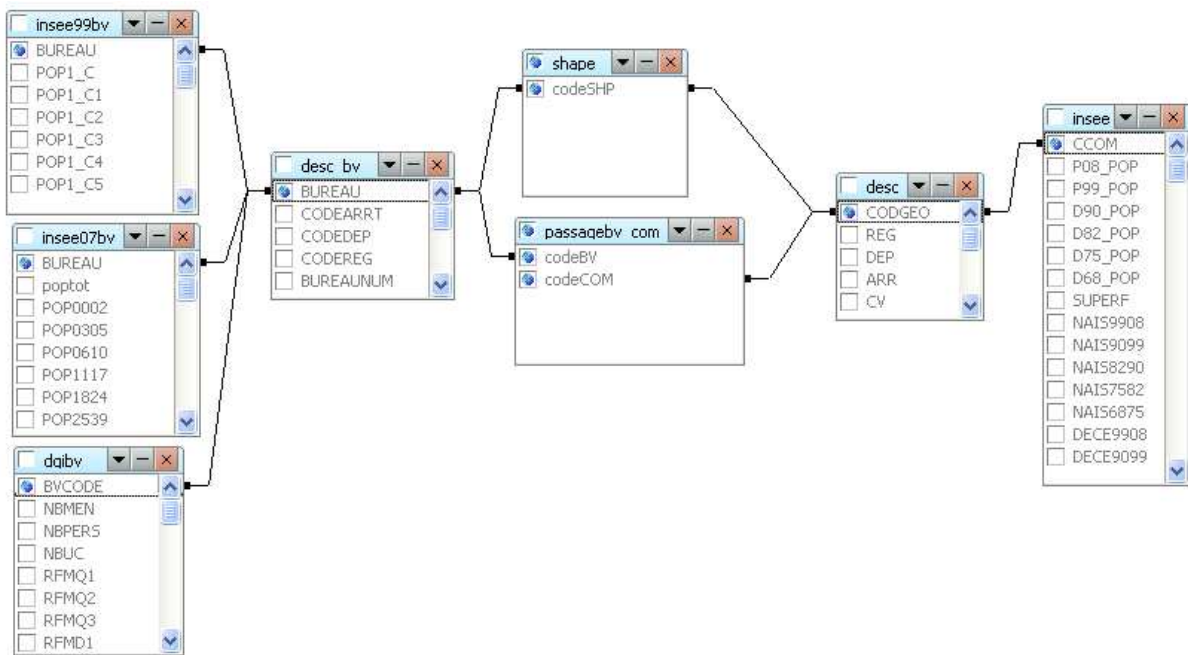 insee99bv
BUREAU
POP1_C
POP1_C1
POP1_C2
POP1_C3
POP1_C4
POP1_C5
insee07bv
BUREAU
poptot
POP0002
POP0305
POP0610
POP1117
POP1824
POP2539
dgibv
BVCODE
NBMEN
NBPERS
NBUC
RFMQ1
RFMQ2
RFMQ3
RFMD1
desc_bv
BUREAU
CODEARRT
CODEDEP
CODEREG
BUREAUNUM
shape
codeSHP
passagebv_com
codeBV
codeCOM
desc
CODGEO
REG
DEP
ARR
CV
insee
CCOM
P08_POP
P99_POP
D90_POP
D82_POP
D75_POP
D68_POP
SUPERF
NAIS9908
NAIS9099
NAIS8290
NAIS7582
NAIS6875
DECE9908
DECE9099